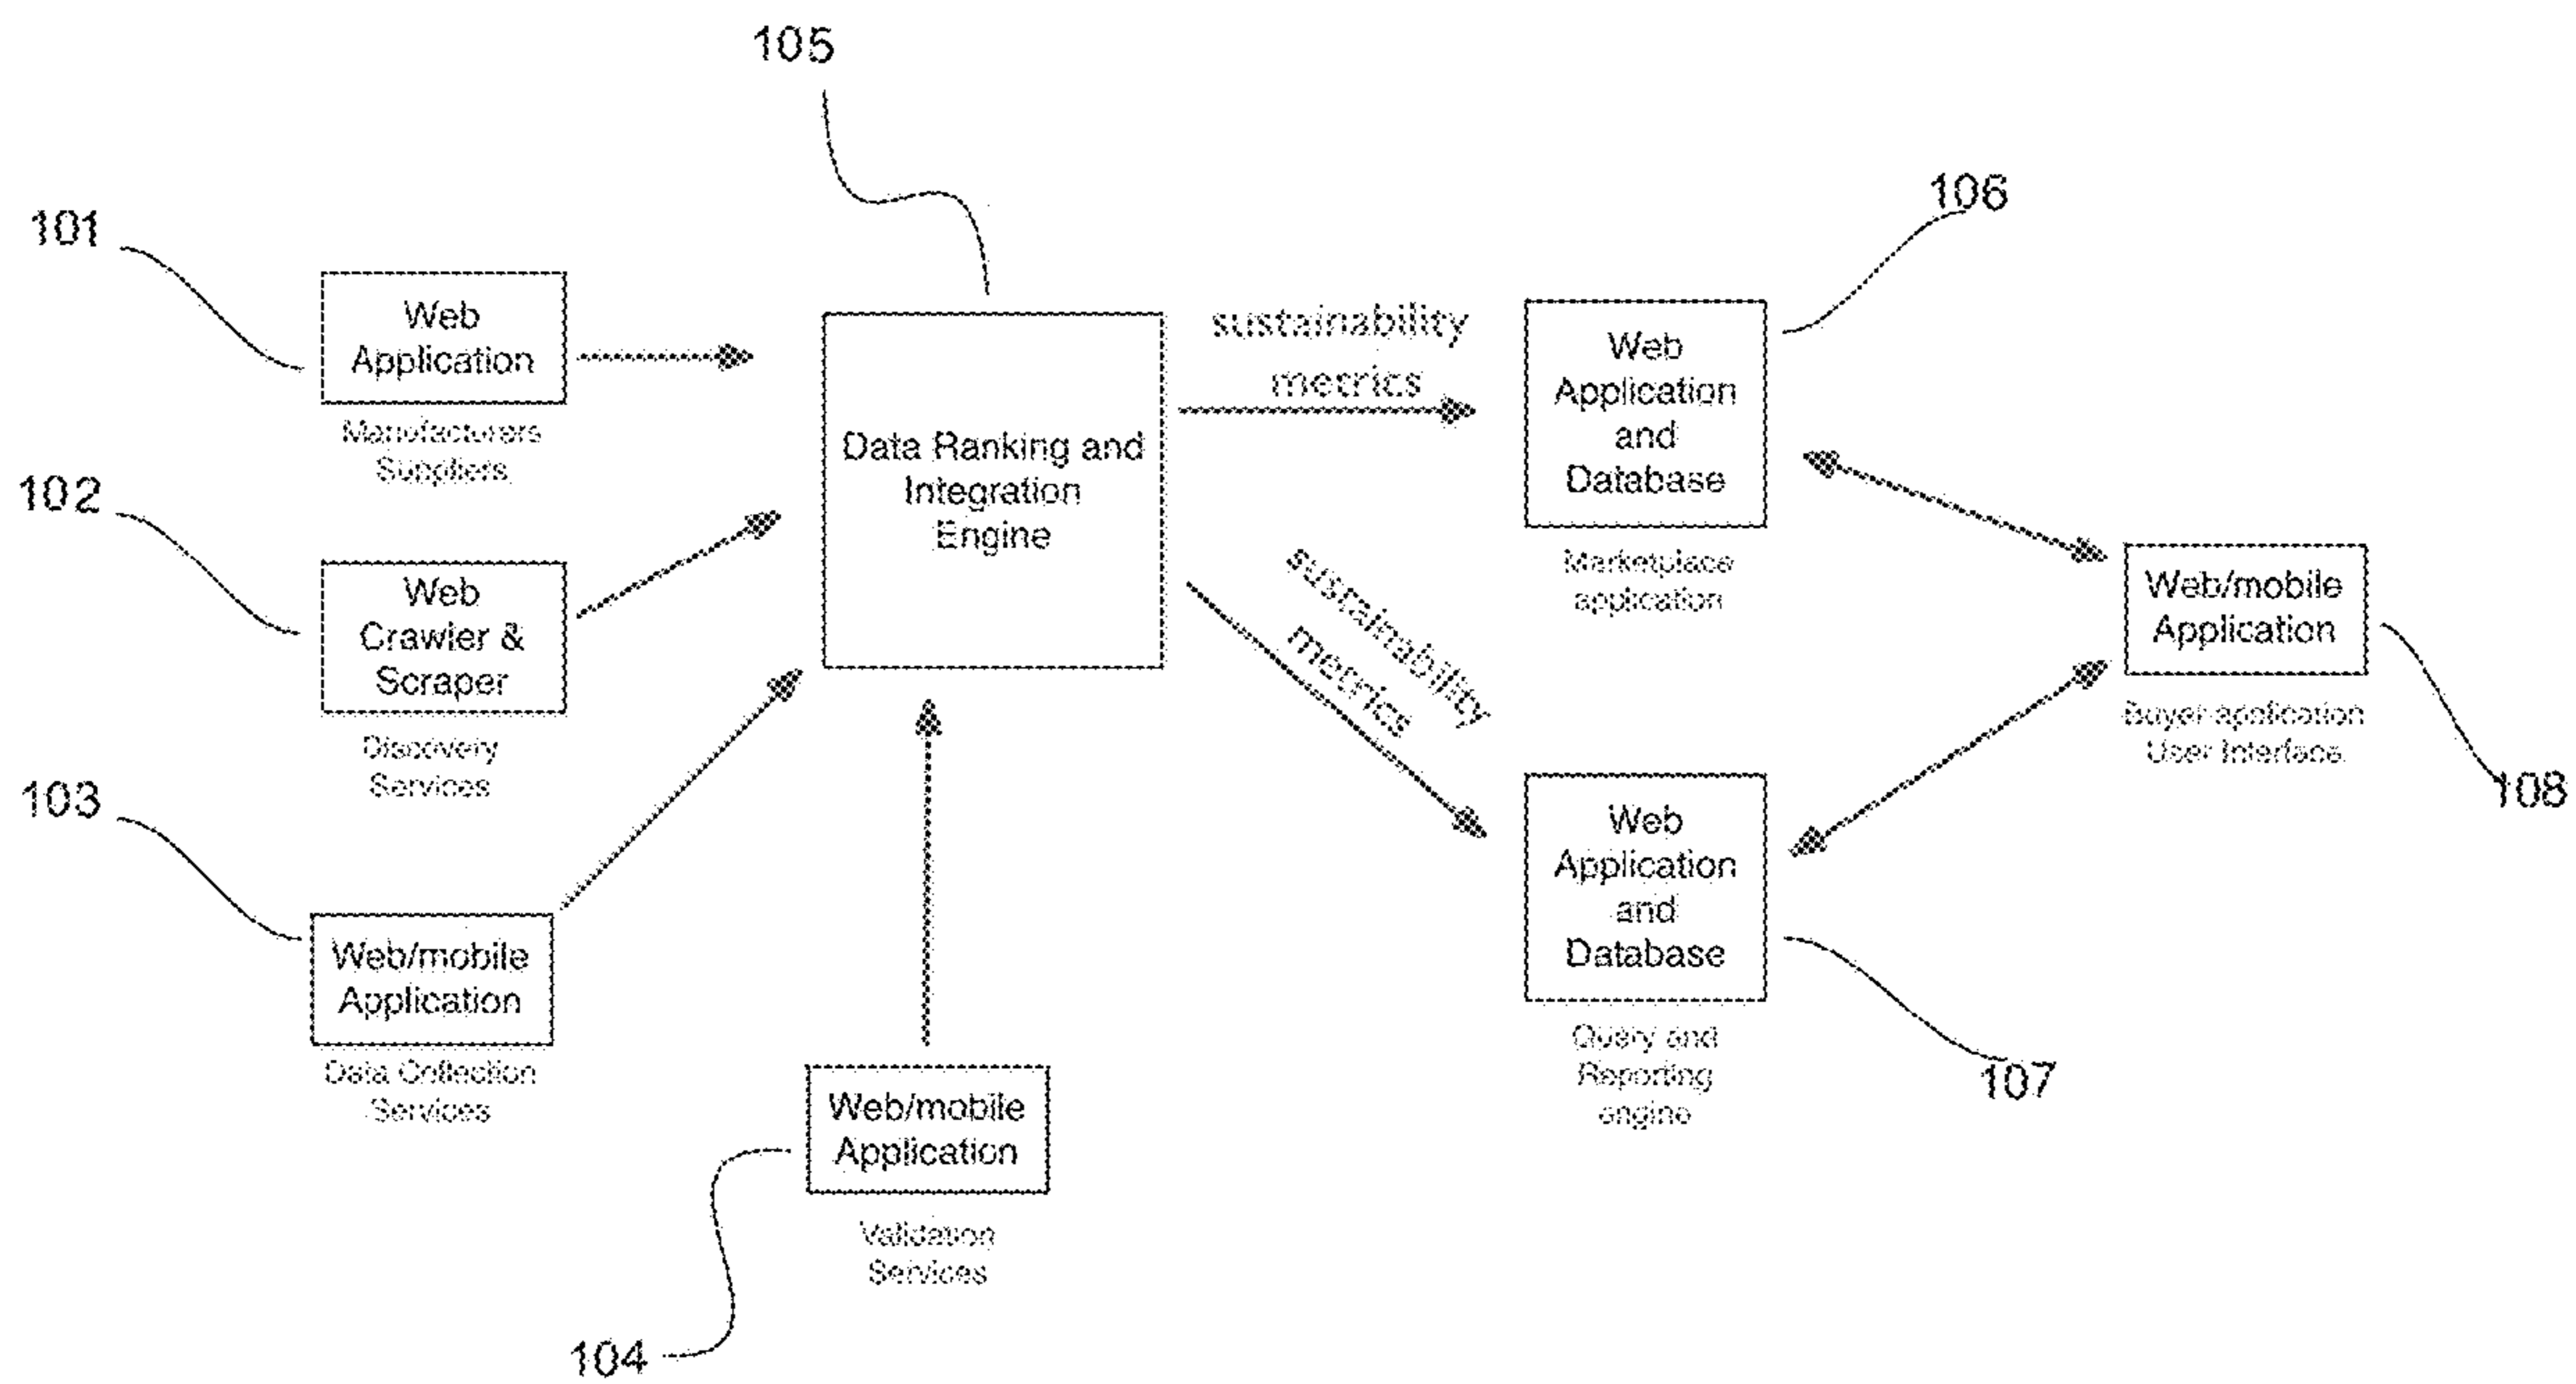 105
106
101
Web
Application
Manufacturers
Suppliers
102
Web
Crawler &
Scraper
Discovery
Services
103
Web/mobile
Application
Data Collection
Services
Data Ranking and
Integration
Engine
Web/mobile
Application
Validation
Services
104
sustainability
metrics
sustainability
metrics
Web
Application
and
Database
Marketplace
application
Web
Application
and
Database
Query and
Reporting
engine
107
Web/mobile
Application
Buyer application
User Interface
108